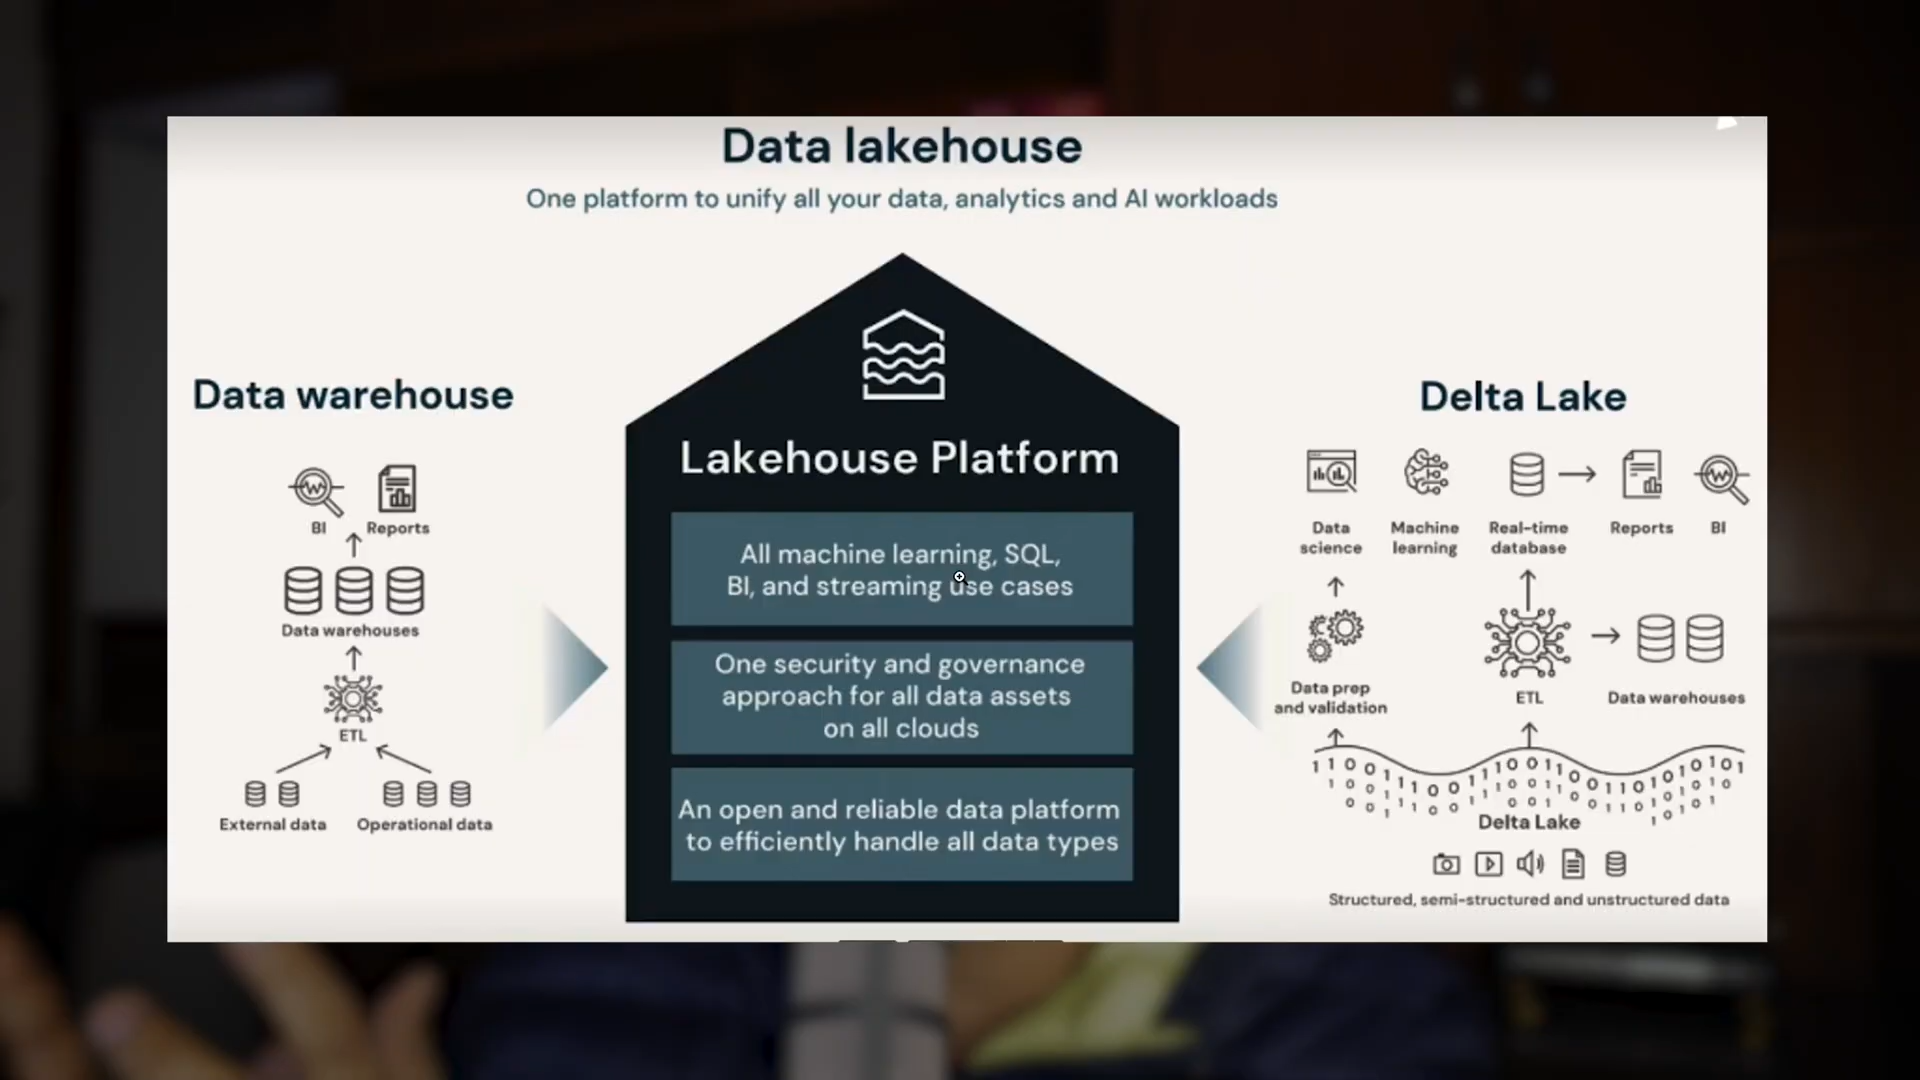 Data lakehouse
One platform to unify all your data, analytics and AI workloads
Data warehouse
BI
Reports
Data warehouses
ETL
External data
Operational data
Lakehouse Platform
All machine learning, SQL,
BI, and streaming use cases
One security and governance
approach for all data assets
on all clouds
An open and reliable data platform
to efficiently handle all data types
Delta Lake
Data
science
Machine
learning
Real-time
database
Reports
BI
Data prep
and validation
ETL
Data warehouses
Delta Lake
Structured, semi-structured and unstructured data